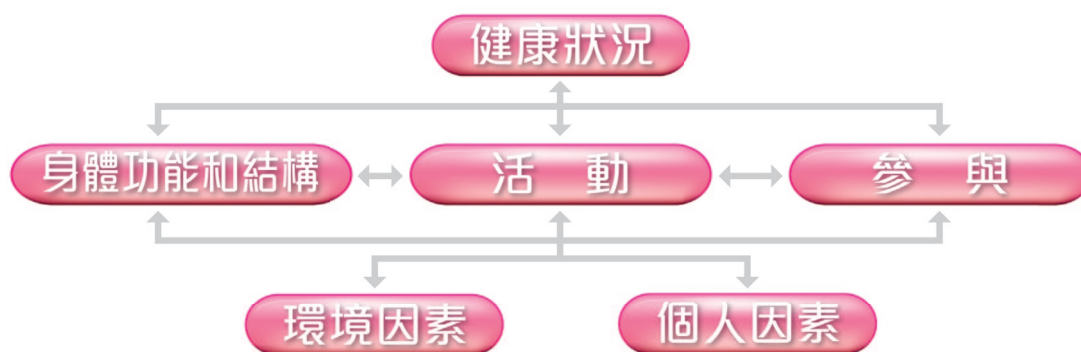 健康狀況
身體功能和結構
活動
參與
環境因素
個人因素